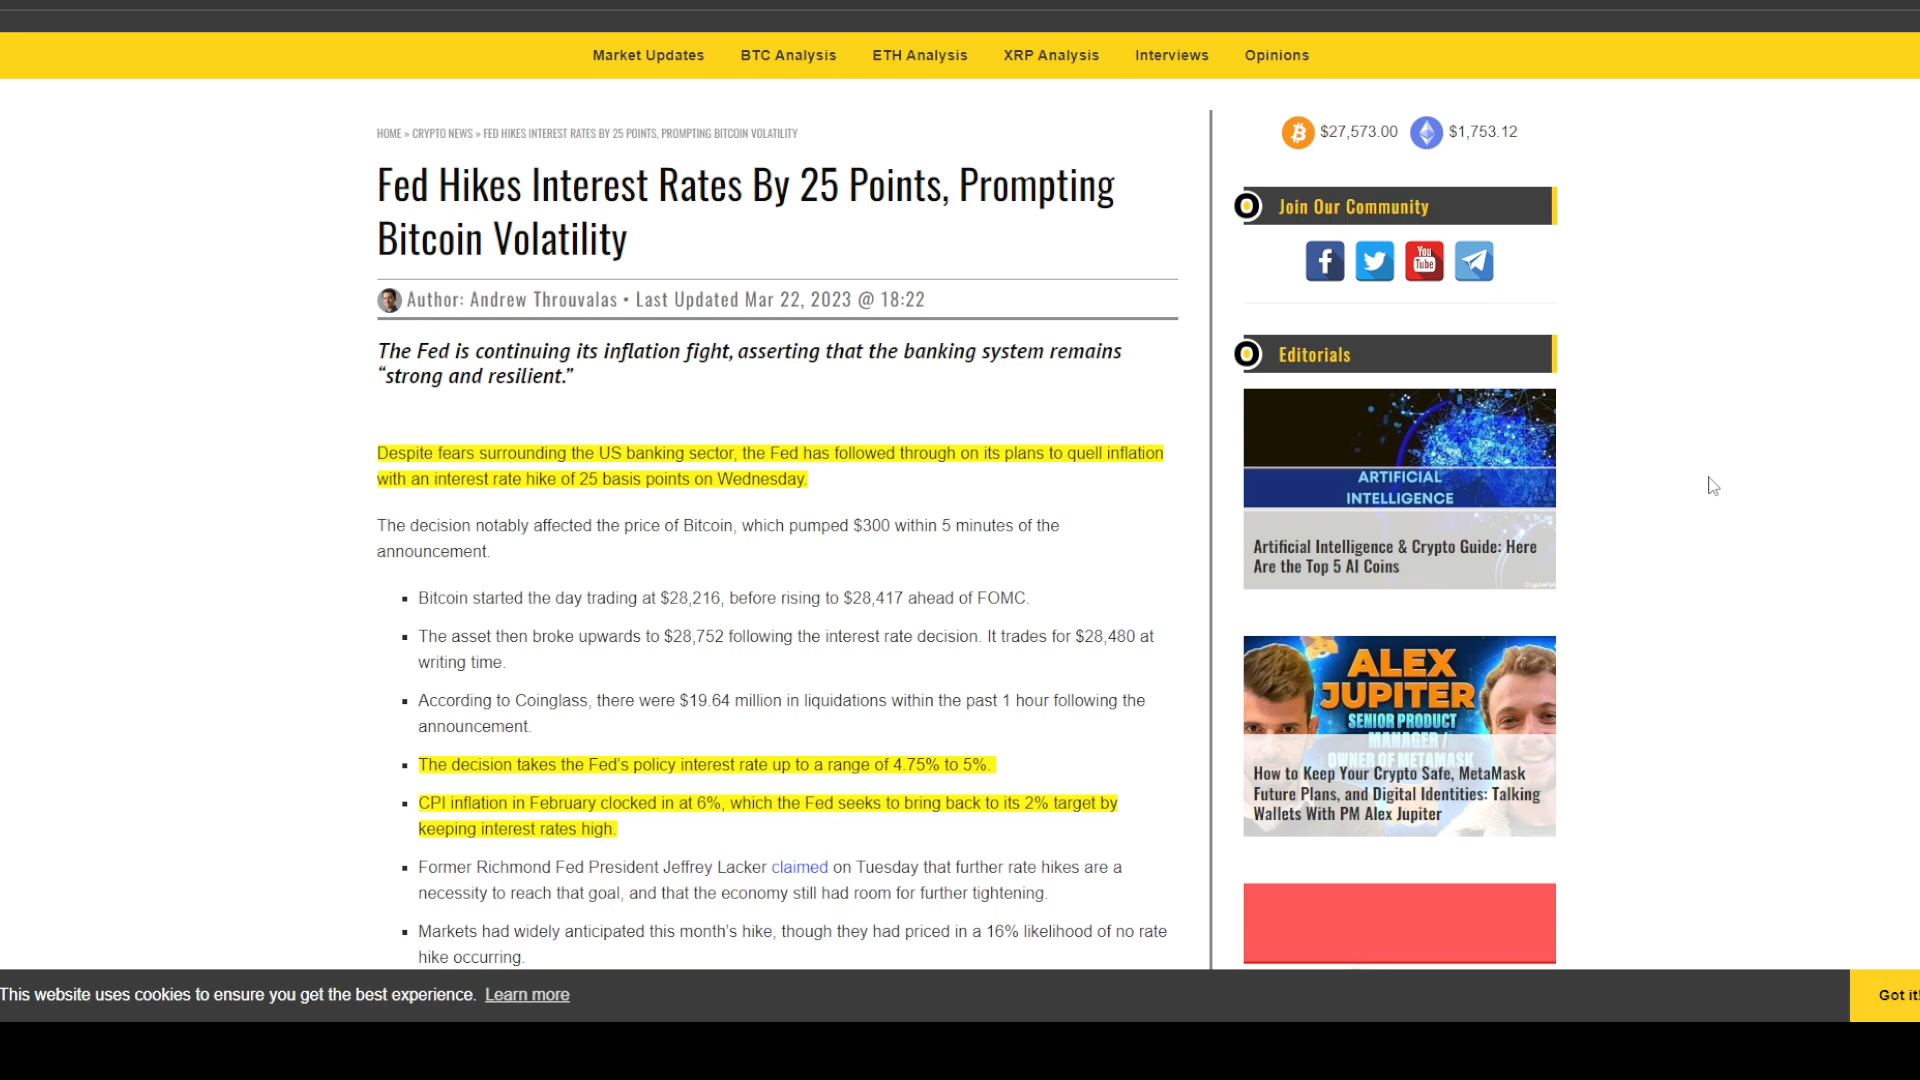 Market Updates BTC Analysis ETH Analysis XRP Analysis Interviews Opinions
HOME » CRYPTO NEWS » FED HIKES INTEREST RATES BY 25 POINTS, PROMPTING BITCOIN VOLATILITY
Fed Hikes Interest Rates By 25 Points, Prompting
Bitcoin Volatility
Author: Andrew Throuvalas • Last Updated Mar 22, 2023 @ 18:22
The Fed is continuing its inflation fight, asserting that the banking system remains
“strong and resilient.”
Despite fears surrounding the US banking sector, the Fed has followed through on its plans to quell inflation
with an interest rate hike of 25 basis points on Wednesday.
The decision notably affected the price of Bitcoin, which pumped $300 within 5 minutes of the
announcement.
Bitcoin started the day trading at $28,216, before rising to $28,417 ahead of FOMC.
The asset then broke upwards to $28,752 following the interest rate decision. It trades for $28,480 at
writing time.
According to Coinglass, there were $19.64 million in liquidations within the past 1 hour following the
announcement.
The decision takes the Fed’s policy interest rate up to a range of 4.75% to 5%.
CPI inflation in February clocked in at 6%, which the Fed seeks to bring back to its 2% target by
keeping interest rates high.
Former Richmond Fed President Jeffrey Lacker claimed on Tuesday that further rate hikes are a
necessity to reach that goal, and that the economy still had room for further tightening.
Markets had widely anticipated this month’s hike, though they had priced in a 16% likelihood of no rate
hike occurring.
$27,573.00 $1,753.12
Join Our Community
You
Tube
Editorials
ARTIFICIAL
INTELLIGENCE
Artificial Intelligence & Crypto Guide: Here
Are the Top 5 AI Coins
ALEX
JUPITER
SENIOR PRODUCT
MANAGER /
OWNER OF METAMASK
How to Keep Your Crypto Safe, MetaMask
Future Plans, and Digital Identities: Talking
Wallets With PM Alex Jupiter
This website uses cookies to ensure you get the best experience. Learn more
Got it!